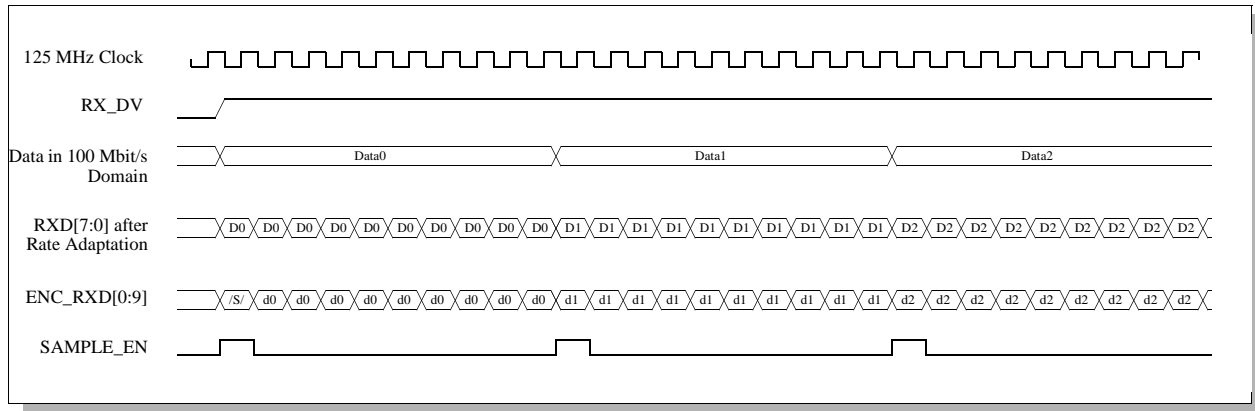 125 MHz Clock
RX_DV
Data in 100 Mbit/s
Domain
Data0 Data1 Data2
RXD[7:0] after
Rate Adaptation
D0 D0 D0 D0 D0 D0 D0 D0 D0 D0 D1 D1 D1 D1 D1 D1 D1 D1 D1 D1 D2 D2 D2 D2 D2 D2 D2 D2 D2
ENC_RXD[0:9]
/S/ d0 d0 d0 d0 d0 d0 d0 d0 d0 d1 d1 d1 d1 d1 d1 d1 d1 d1 d1 d2 d2 d2 d2 d2 d2 d2 d2 d2
SAMPLE_EN